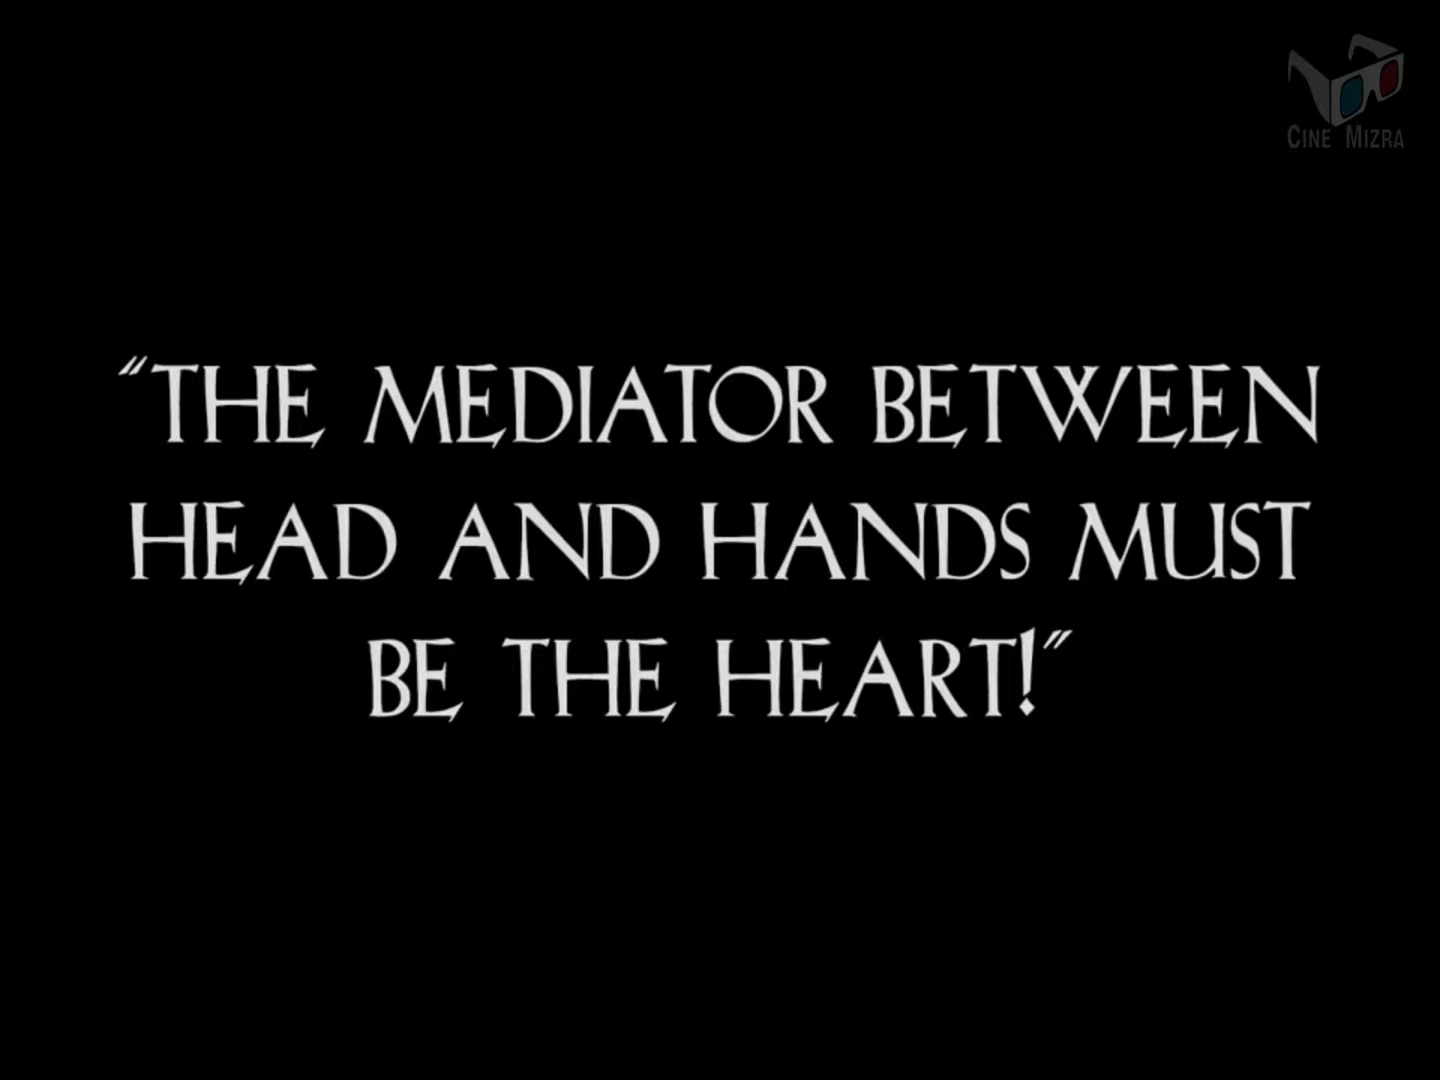 CINE MIZRA
"THE MEDIATOR BETWEEN
HEAD AND HANDS MUST
BE THE HEART!"